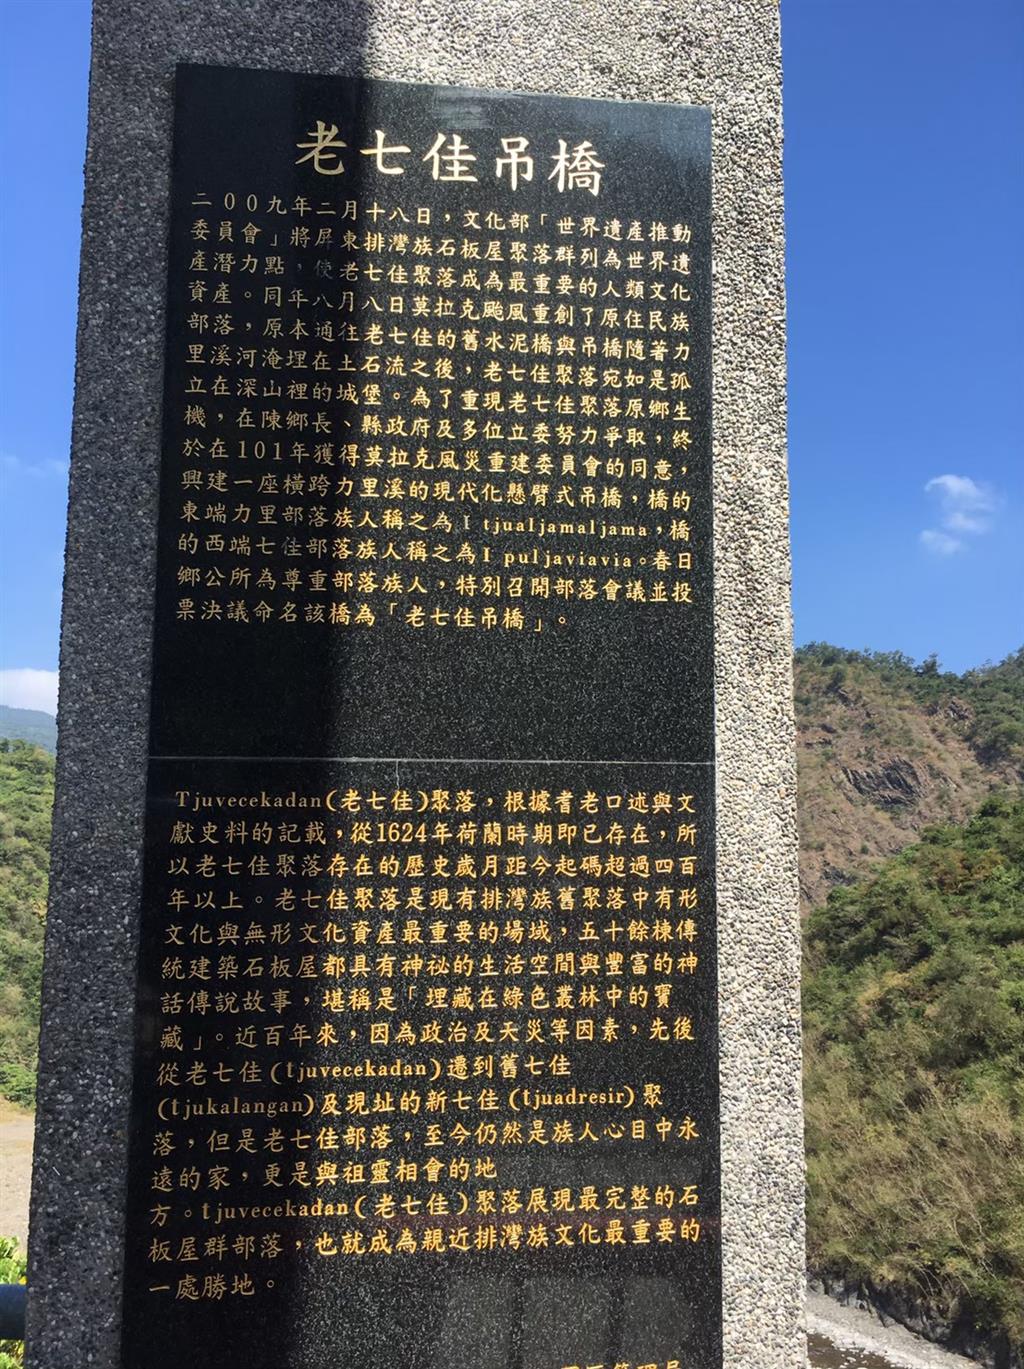 老七佳吊橋
二00九年二月十八日，文化部「世界遺產推動
委員會」將屏東排灣族石板屋聚落群列為世界遺
產潛力點，使老七佳聚落成為最重要的人類文化
資產。同年八月八日莫拉克颱風重創了原住民族
部落，原本通往老七佳的舊水泥橋與吊橋隨著力
里溪河淹埋在土石流之後，老七佳聚落宛如是孤
立在深山裡的城堡。為了重現老七佳聚落原鄉生
機，在陳鄉長、縣政府及多位立委努力爭取，終
於在101年獲得莫拉克風災重建委員會的同意，
興建一座橫跨力里溪的現代化懸臂式吊橋，橋的
東端力里部落族人稱之為I tjualjamaljama，橋
的西端七佳部落族人稱之為I puljaviavia。春日
鄉公所為尊重部落族人，特別召開部落會議並投
票決議命名該橋為「老七佳吊橋」。
Tjuvecekadan(老七佳)聚落，根據耆老口述與文
獻史料的記載，從1624年荷蘭時期即已存在，所
以老七佳聚落存在的歷史歲月距今起碼超過四百
年以上。老七佳聚落是現有排灣族舊聚落中有形
文化與無形文化資產最重要的場域，五十餘棟傳
統建築石板屋都具有神祕的生活空間與豐富的神
話傳說故事，堪稱是「埋藏在綠色叢林中的寶
藏」。近百年來，因為政治及天災等因素，先後
從老七佳(tjuvecekadan)遷到舊七佳
(tjukalangan)及現址的新七佳(tjuadresir)聚
落，但是老七佳部落，至今仍然是族人心目中永
遠的家，更是與祖靈相會的地
方。tjuvecekadan(老七佳)聚落展現最完整的石
板屋群部落，也就成為親近排灣族文化最重要的
一處勝地。